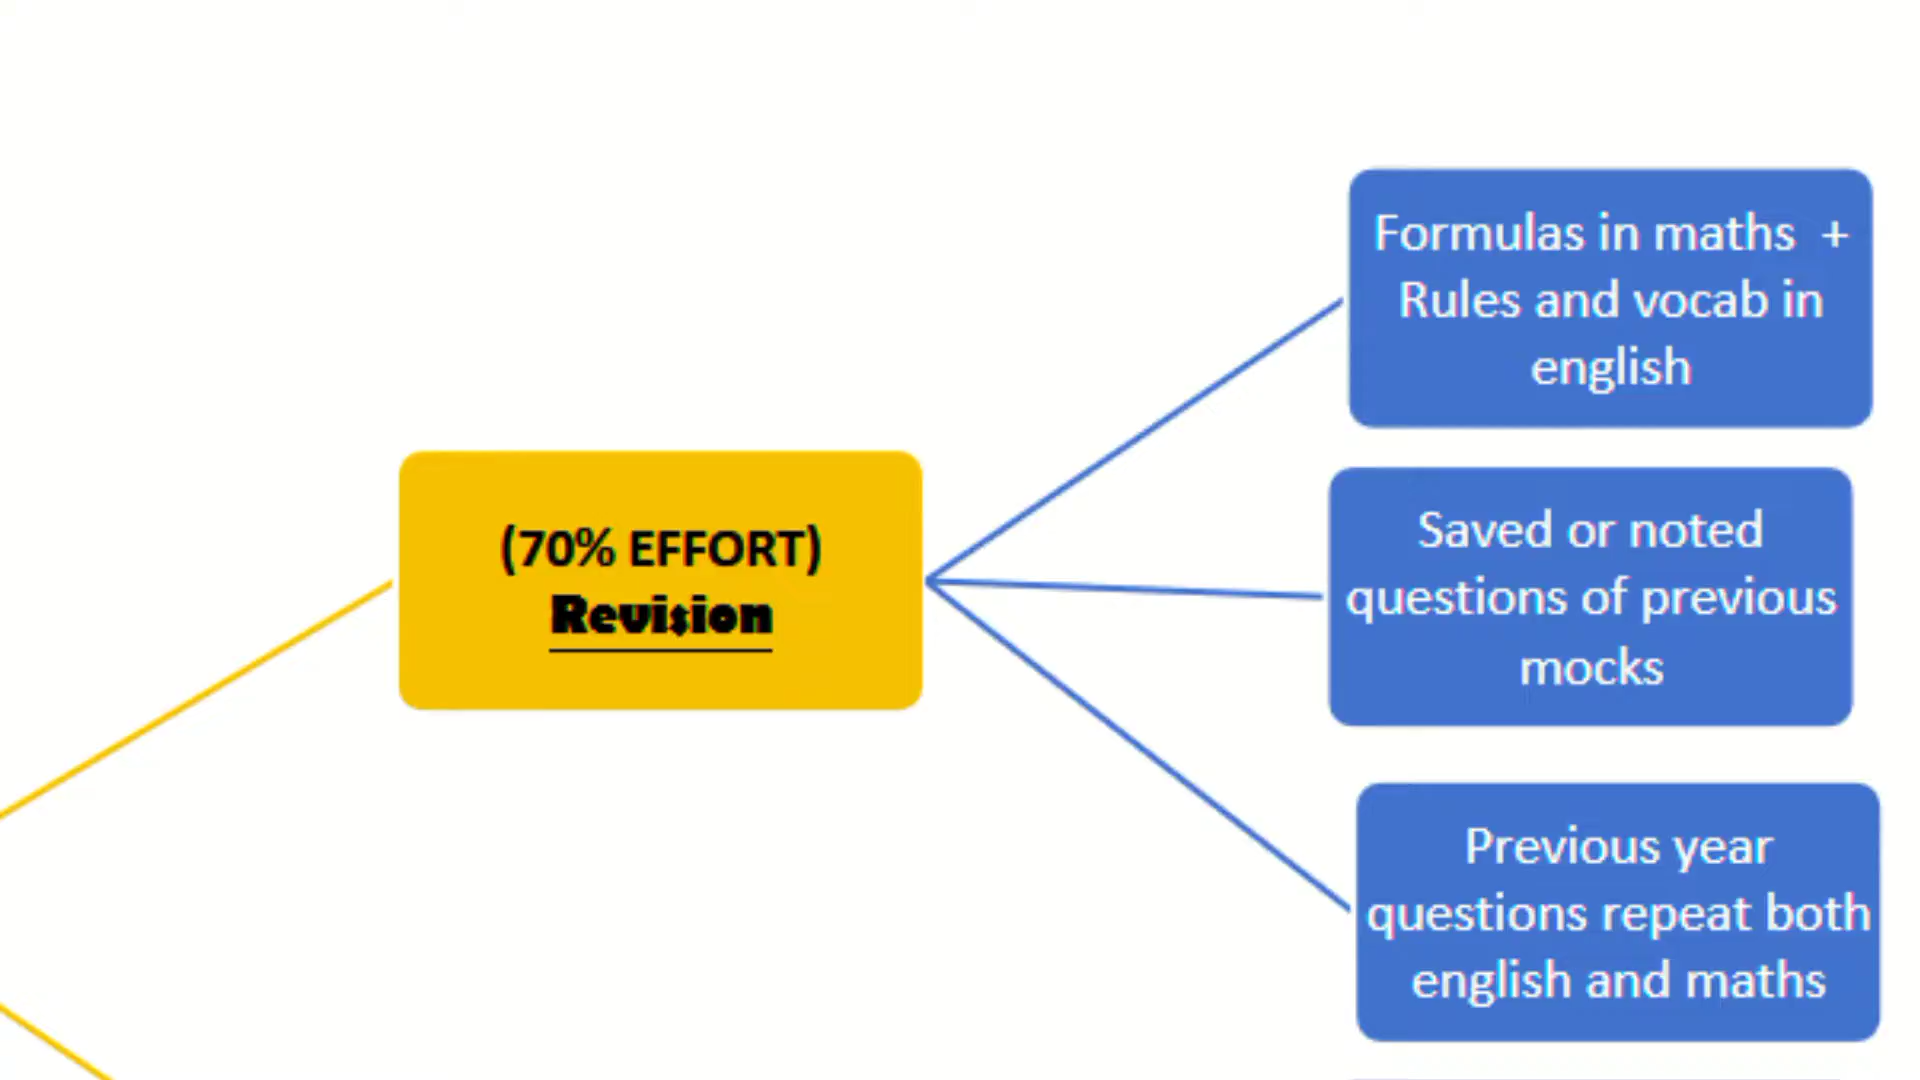 (70% EFFORT)
Revision
Formulas in maths +
Rules and vocab in
english
Saved or noted
questions of previous
mocks
Previous year
questions repeat both
english and maths